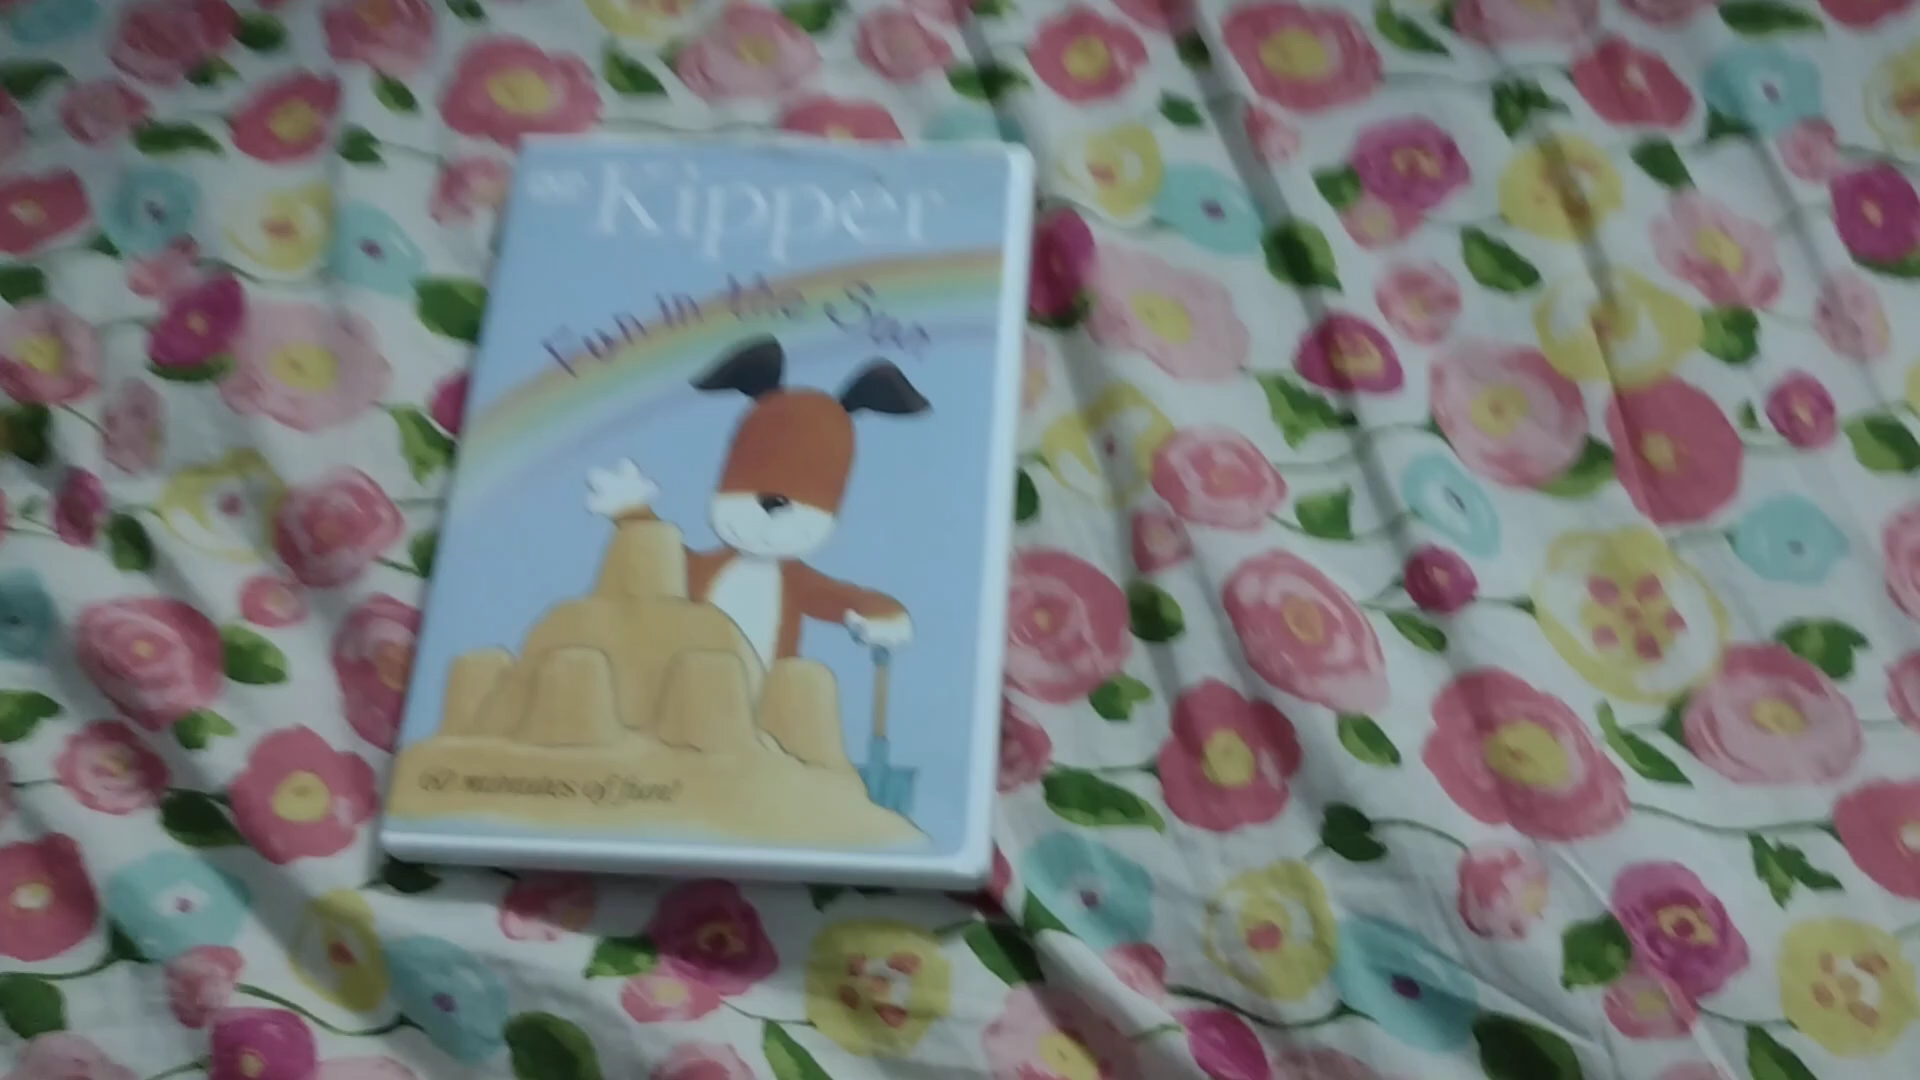 Kipper
Fun in the Sun
60 minutes of fun!